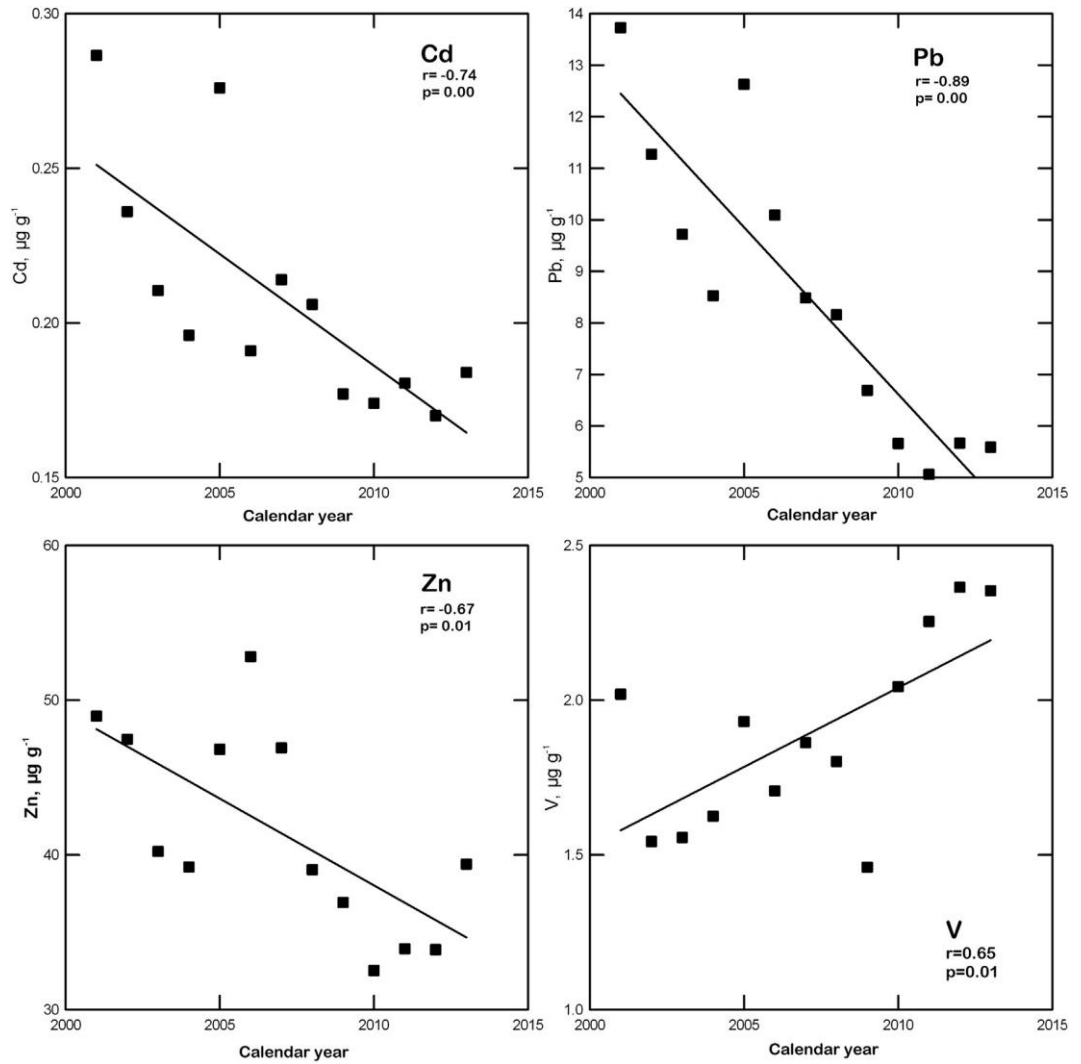 0.30
0.25
0.20
0.15
Cd, µg g-1
Cd
r= -0.74
p= 0.00
2000 2005 2010 2015
Calendar year
14
13
12
11
10
9
8
7
6
5
Pb, µg g-1
Pb
r= -0.89
p= 0.00
2000 2005 2010 2015
Calendar year
60
50
40
30
Zn, µg g-1
Zn
r= -0.67
p= 0.01
2000 2005 2010 2015
Calendar year
2.5
2.0
1.5
1.0
V, µg g-1
V
r=0.65
p=0.01
2000 2005 2010 2015
Calendar year